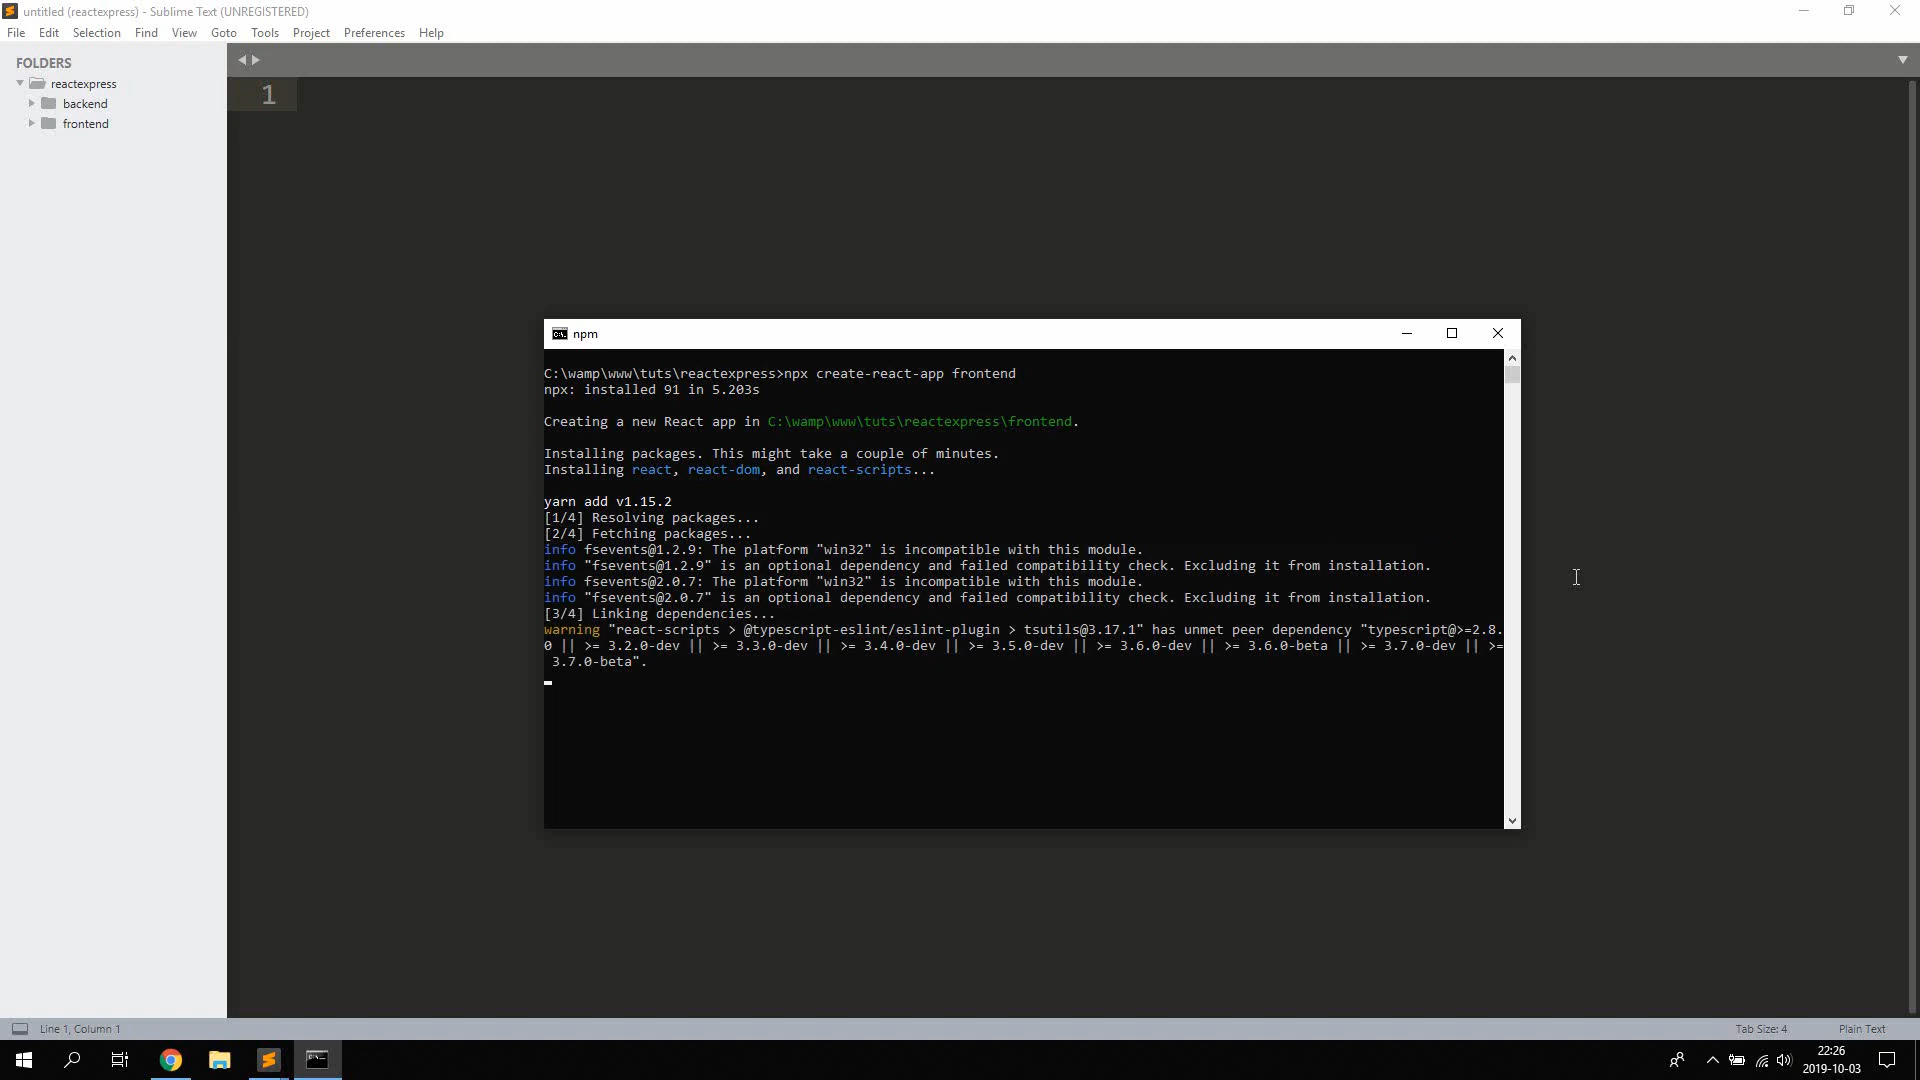 untitled (reactexpress) - Sublime Text (UNREGISTERED)
File Edit Selection Find View Goto Tools Project Preferences Help
FOLDERS
reactexpress
backend
frontend
1
npm
C:\wamp\www\tuts\reactexpress>npx create-react-app frontend
npx: installed 91 in 5.203s
Creating a new React app in C:\wamp\www\tuts\reactexpress\frontend.
Installing packages. This might take a couple of minutes.
Installing react, react-dom, and react-scripts...
yarn add v1.15.2
[1/4] Resolving packages...
[2/4] Fetching packages...
info fsevents@1.2.9: The platform "win32" is incompatible with this module.
info "fsevents@1.2.9" is an optional dependency and failed compatibility check. Excluding it from installation.
info fsevents@2.0.7: The platform "win32" is incompatible with this module.
info "fsevents@2.0.7" is an optional dependency and failed compatibility check. Excluding it from installation.
[3/4] Linking dependencies...
warning "react-scripts > @typescript-eslint/eslint-plugin > tsutils@3.17.1" has unmet peer dependency "typescript@>=2.8.
0 || >= 3.2.0-dev || >= 3.3.0-dev || >= 3.4.0-dev || >= 3.5.0-dev || >= 3.6.0-dev || >= 3.6.0-beta || >= 3.7.0-dev || >=
3.7.0-beta".
Line 1, Column 1
Tab Size: 4 Plain Text
22:26
2019-10-03